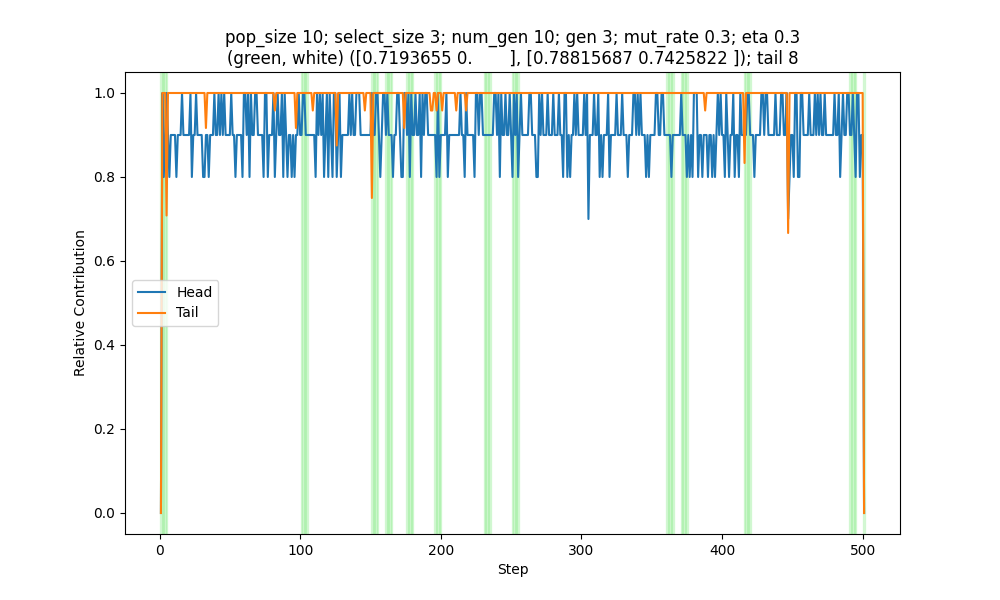 pop_size 10; select_size 3; num_gen 10; gen 3; mut_rate 0.3; eta 0.3
(green, white) ([0.7193655 0.       ], [0.78815687 0.7425822 ]); tail 8
1.0
0.8
0.6
0.4
0.2
0.0
Relative Contribution
Head
Tail
0 100 200 300 400 500
Step